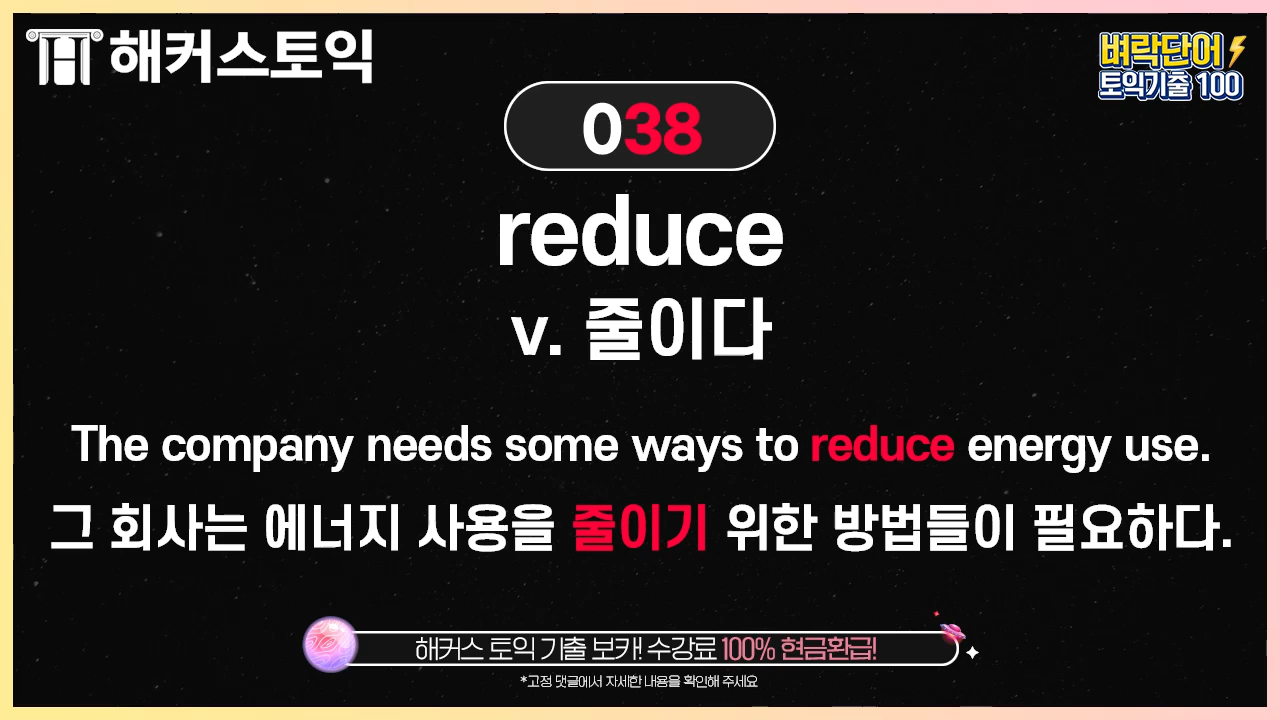 해커스토익
벼락단어
토익기출 100
038
reduce
v. 줄이다
The company needs some ways to reduce energy use.
그 회사는 에너지 사용을 줄이기 위한 방법들이 필요하다.
해커스 토익 기출 보카! 수강료 100% 현금환급!
*고정 댓글에서 자세한 내용을 확인해 주세요